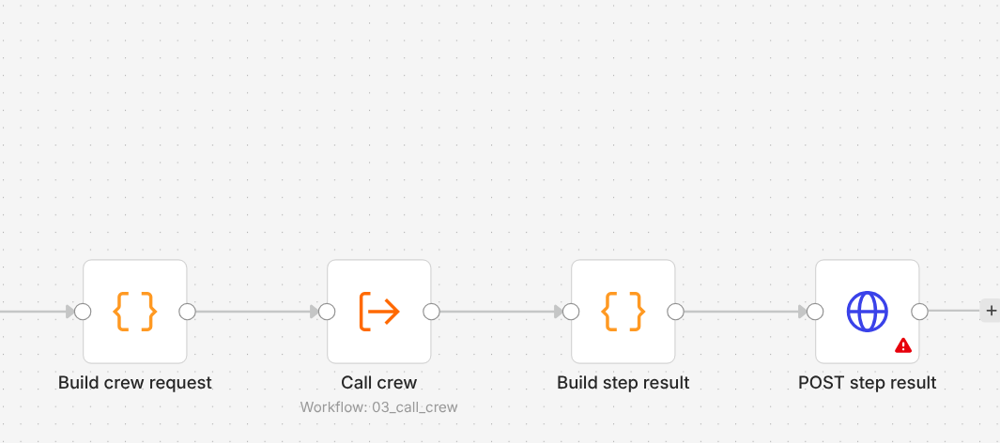 Build crew request
Call crew
Workflow: 03_call_crew
Build step result
POST step result